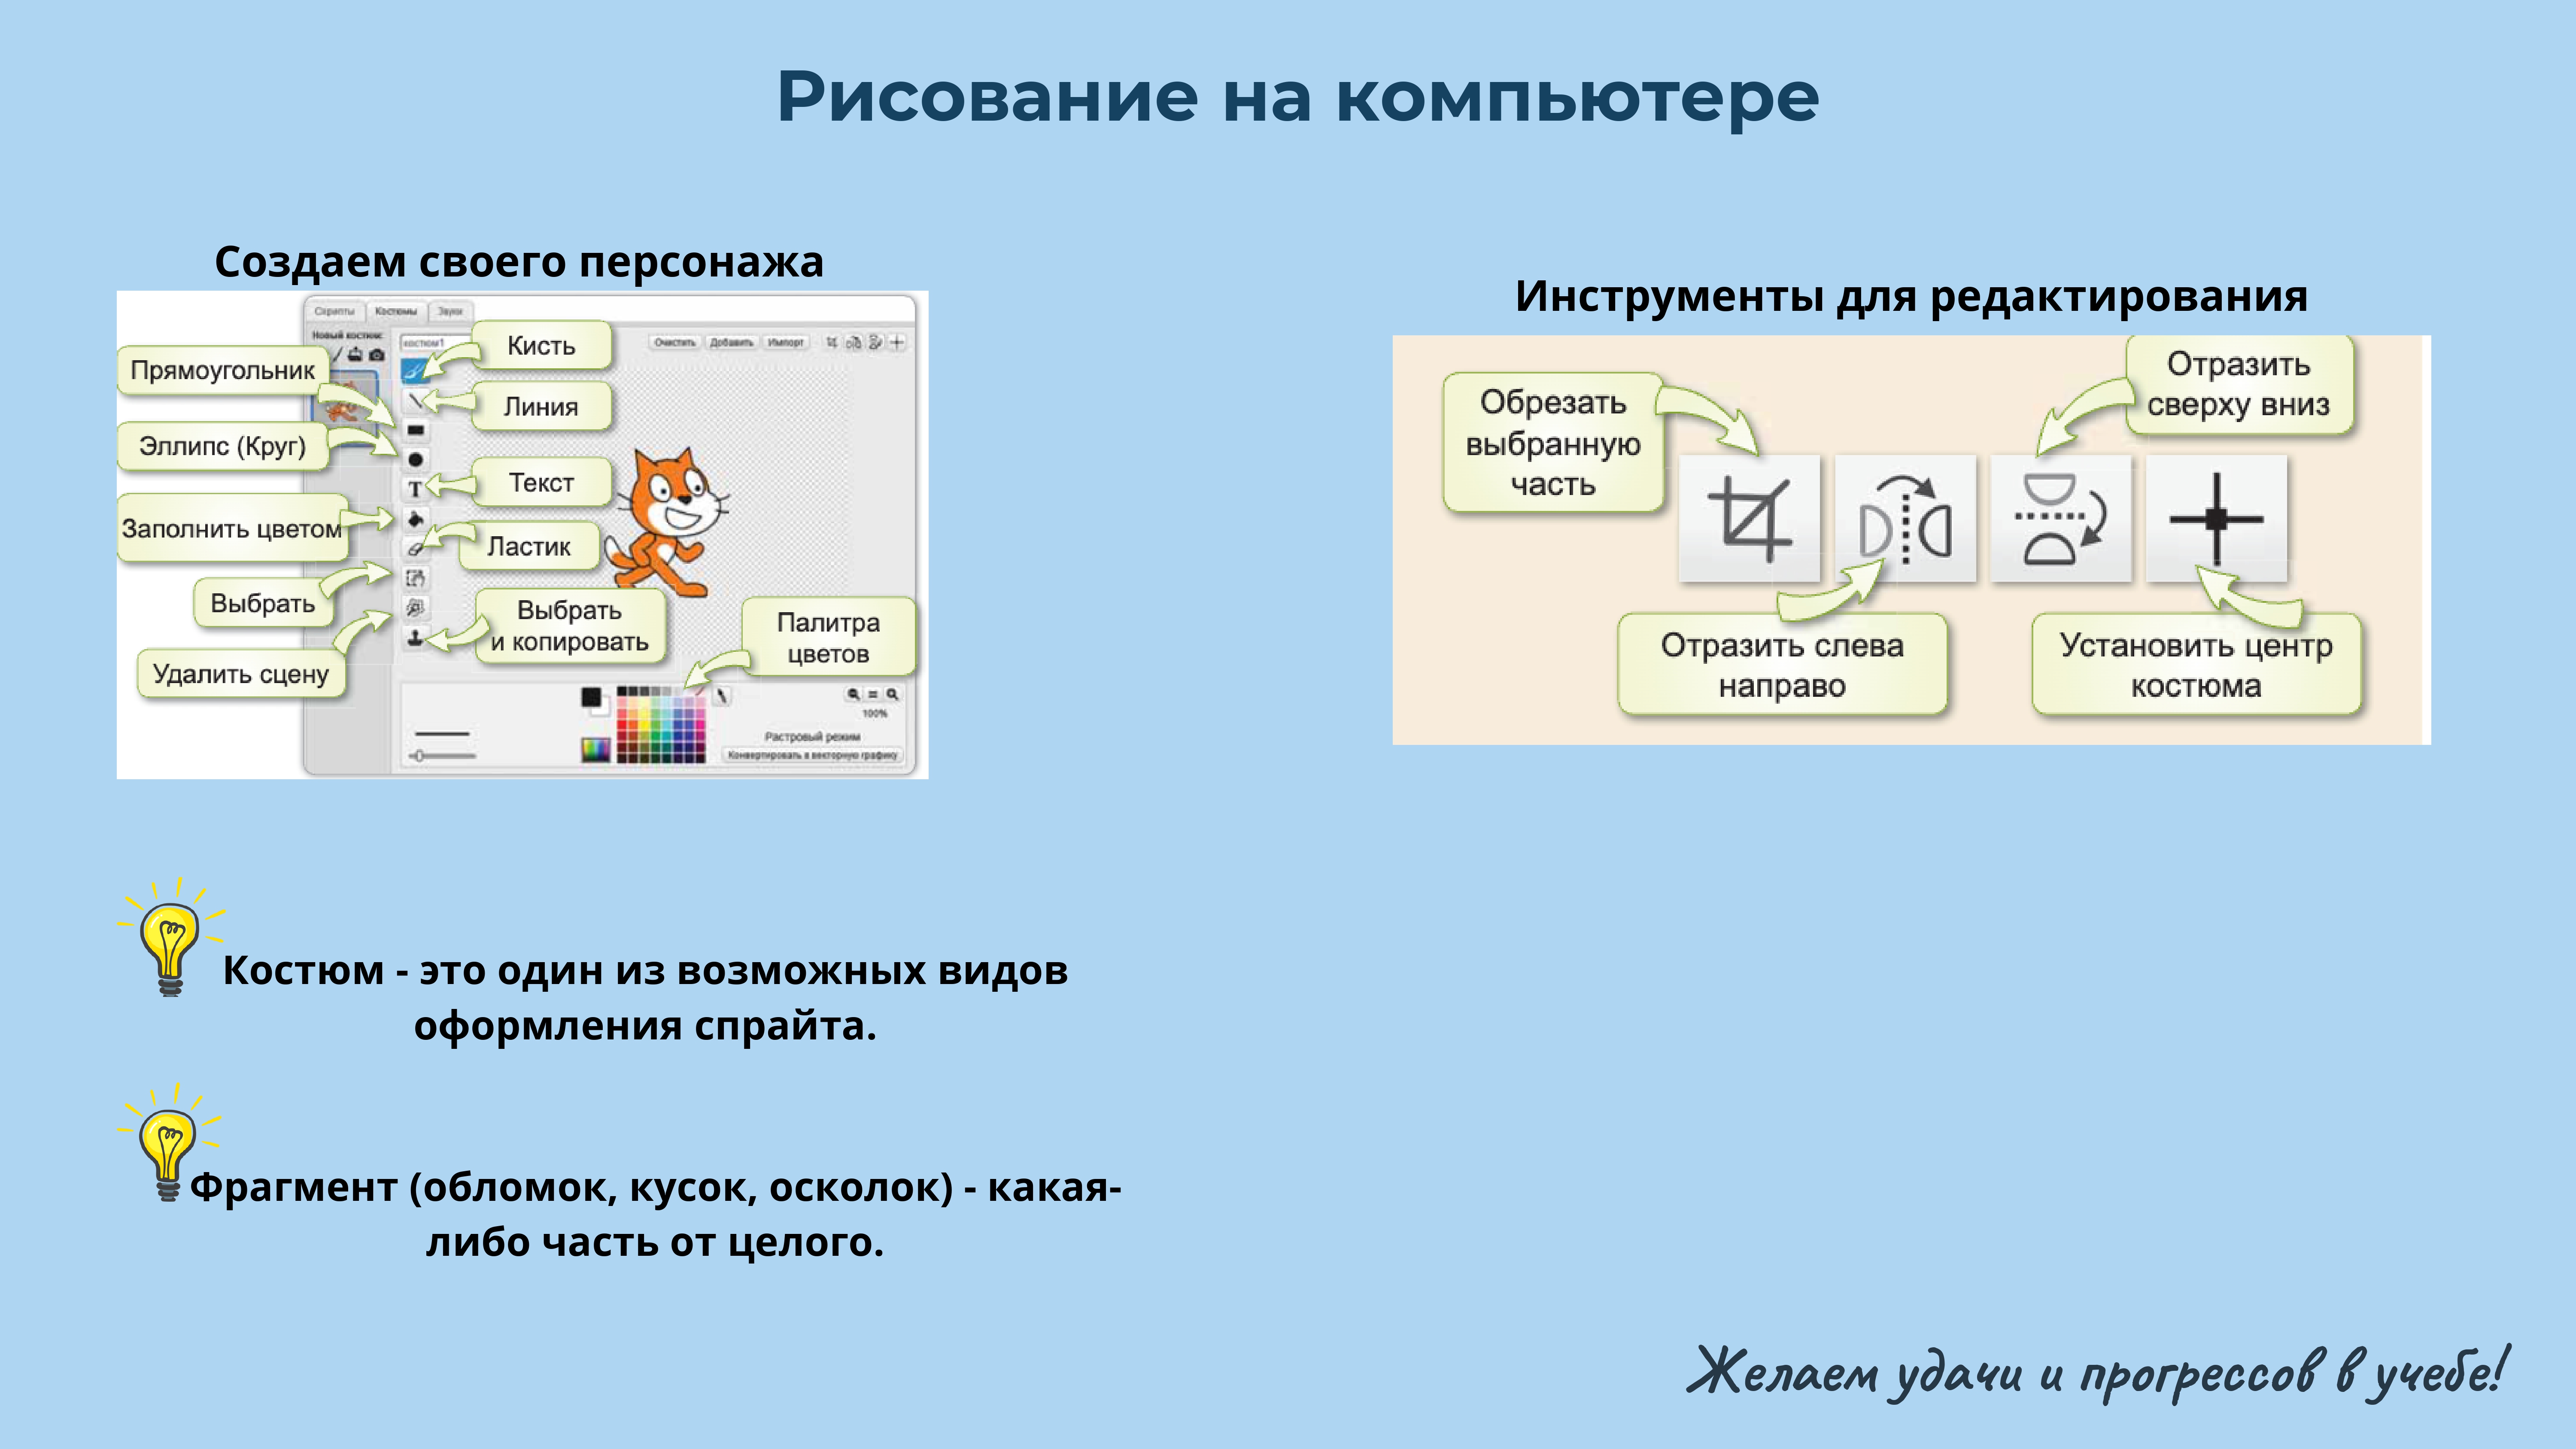 Рисование на компьютере
Создаем своего персонажа
Скрипты Костюмы Звуки
Новый костюм:
костюм1
Очистить Добавить Импорт
Кисть
Прямоугольник
Линия
Эллипс (Круг)
Текст
Заполнить цветом
Ластик
Выбрать
Выбрать
и копировать
Палитра
цветов
Удалить сцену
100%
Растровый режим
Конвертировать в векторную графику
Инструменты для редактирования
Отразить
сверху вниз
Обрезать
выбранную
часть
Отразить слева
направо
Установить центр
костюма
Костюм - это один из возможных видов
оформления спрайта.
Фрагмент (обломок, кусок, осколок) - какая-
либо часть от целого.
Желаем удачи и прогрессов в учебе!